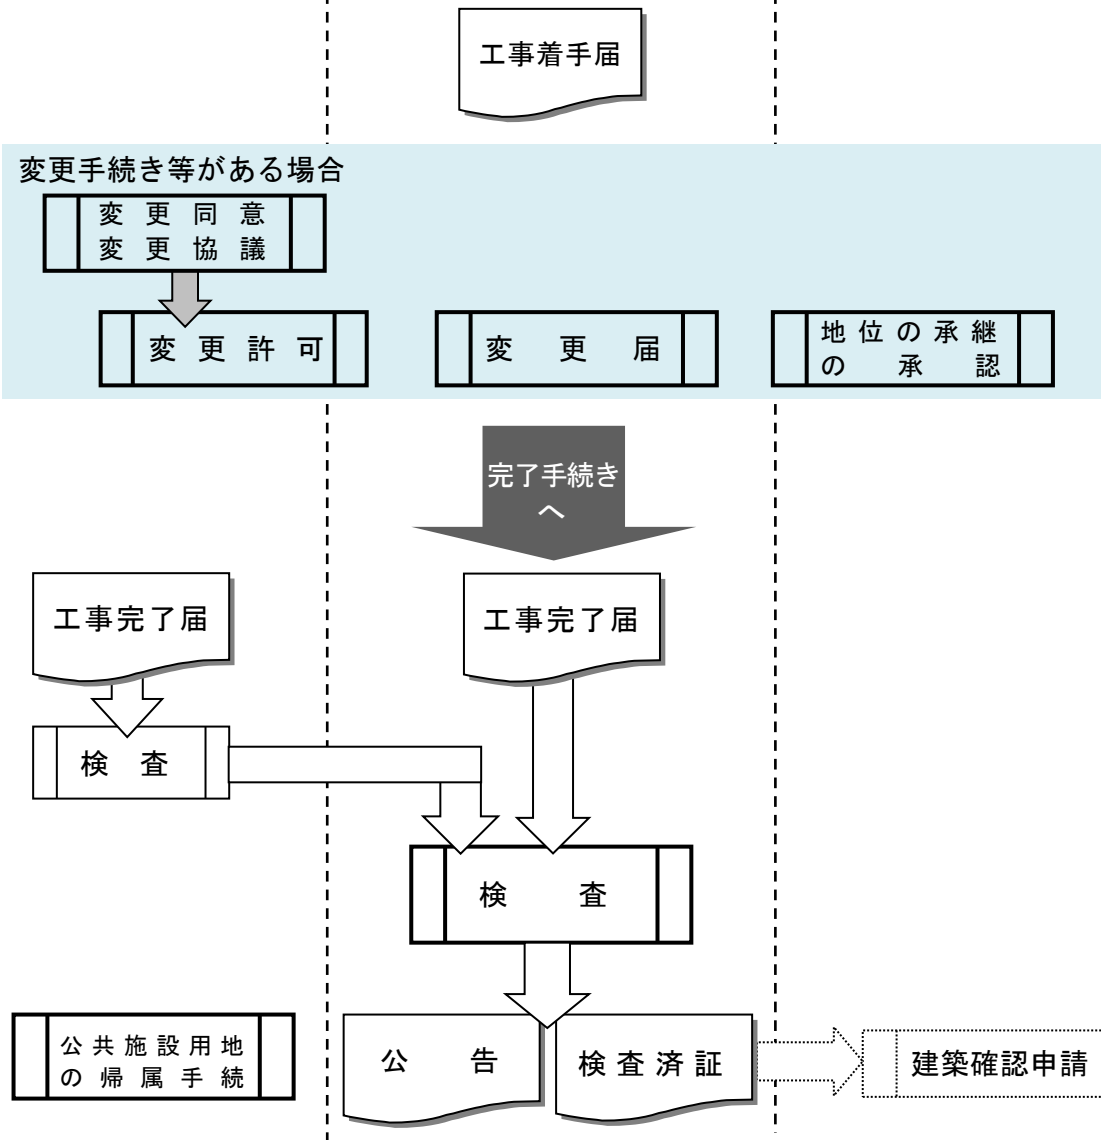 工事着手届
変更手続き等がある場合
変更同意
変更協議
変更許可
変更届
地位の承継
の承認
完了手続き
へ
工事完了届
工事完了届
検査
検査
公共施設用地
の帰属手続
公告
検査済証
建築確認申請